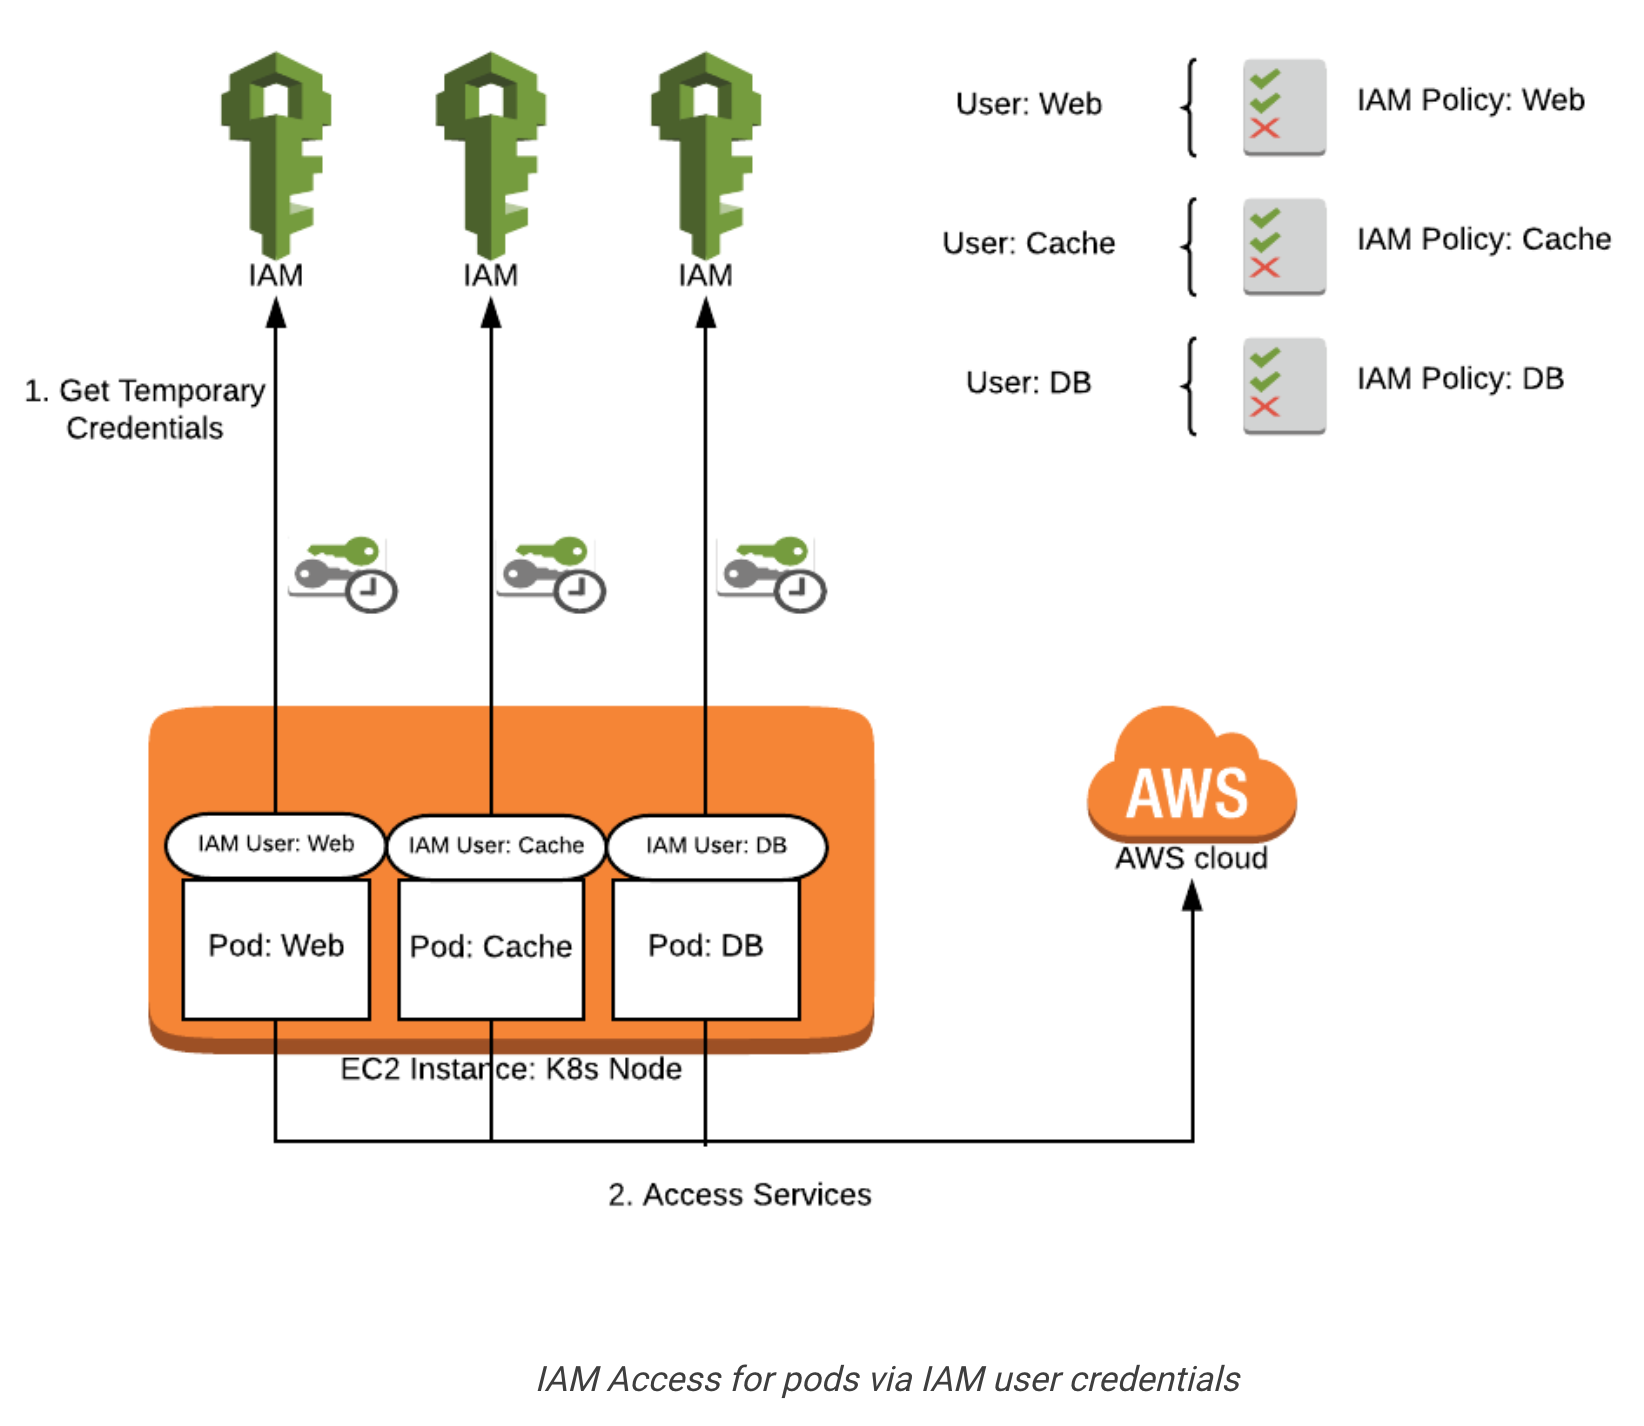 User: Web
IAM Policy: Web
User: Cache
IAM Policy: Cache
IAM
IAM
IAM
User: DB
IAM Policy: DB
1. Get Temporary
Credentials
AWS
AWS cloud
IAM User: Web
IAM User: Cache
IAM User: DB
Pod: Web
Pod: Cache
Pod: DB
EC2 Instance: K8s Node
2. Access Services
IAM Access for pods via IAM user credentials